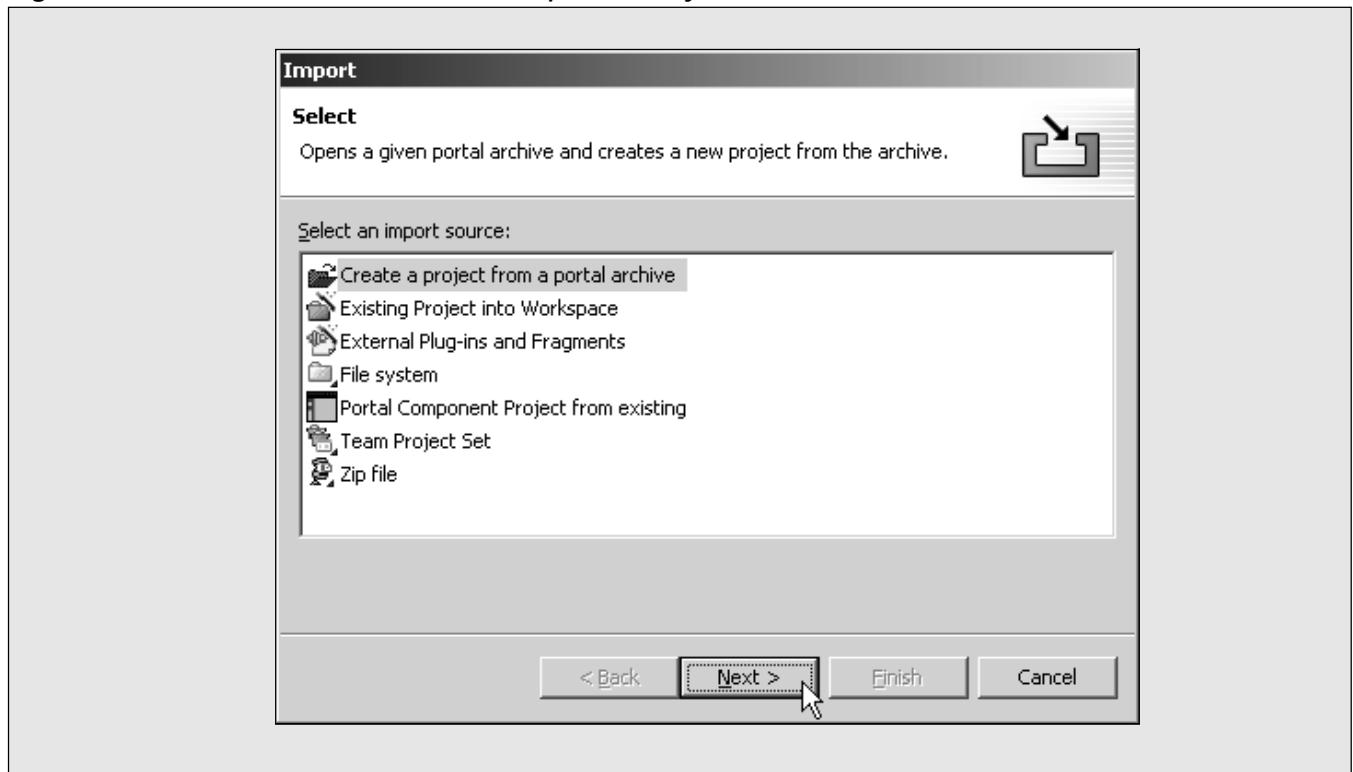 Import
Select
Opens a given portal archive and creates a new project from the archive.
Select an import source:
Create a project from a portal archive
Existing Project into Workspace
External Plug-ins and Fragments
File system
Portal Component Project from existing
Team Project Set
Zip file
< Back Next > Finish Cancel